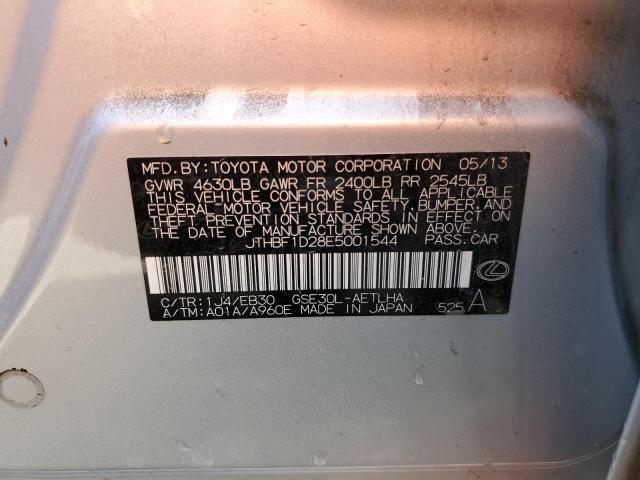 MFD.BY:TOYOTA MOTOR CORPORATION 05/13
GVWR 4630LB GAWR FR 2400LB RR 2545LB
THIS VEHICLE CONFORMS TO ALL APPLICABLE
FEDERAL MOTOR VEHICLE SAFETY,BUMPER,AND
THEFT PREVENTION STANDARDS IN EFFECT ON
THE DATE OF MANUFACTURE SHOWN ABOVE.
JTHBF1D28E5001544 PASS.CAR
C/TR:1J4/EB30 GSE30L-AETLHA
A/TM:A01A/A960E MADE IN JAPAN 525 A